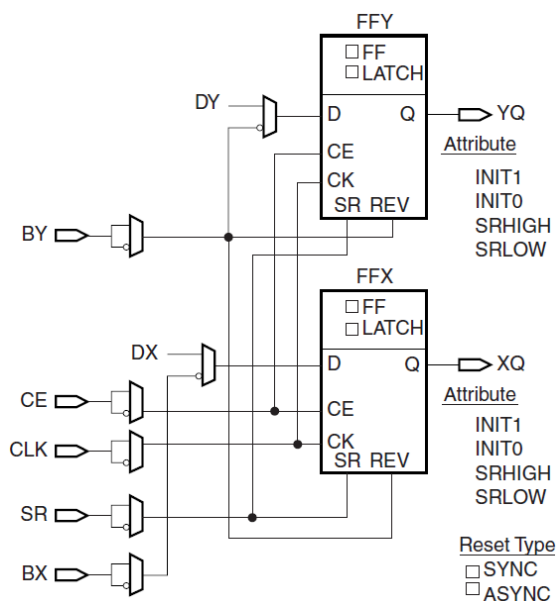 FFY
FF
LATCH
DY
D
Q
YQ
CE
CK
SR REV
Attribute
INIT1
INIT0
SRHIGH
SRLOW
BY
FFX
FF
LATCH
DX
D
Q
XQ
CE
CE
CLK
CK
SR REV
Attribute
INIT1
INIT0
SRHIGH
SRLOW
SR
BX
Reset Type
SYNC
ASYNC